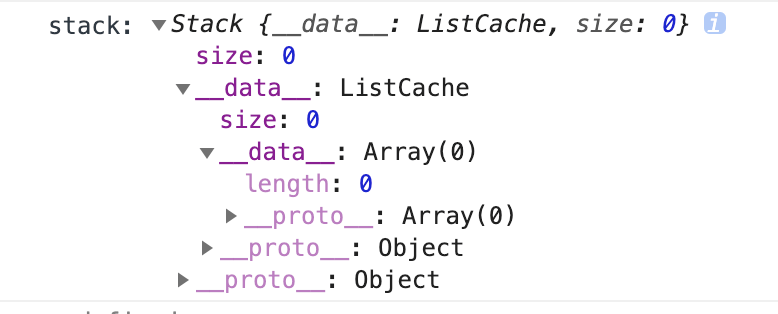 stack: ▼Stack {__data__: ListCache, size: 0} i
size: 0
▼__data__: ListCache
size: 0
▼__data__: Array(0)
length: 0
▶__proto__: Array(0)
▶__proto__: Object
▶__proto__: Object